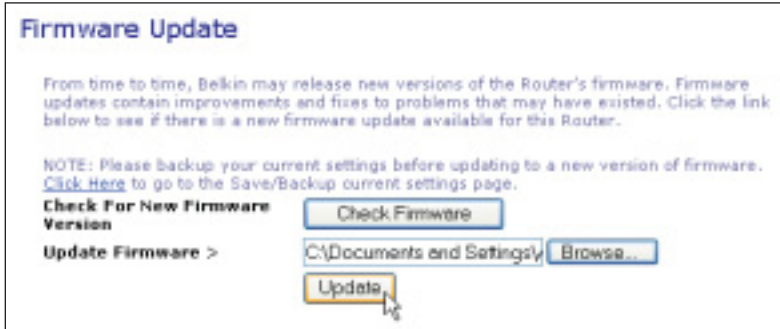 Firmware Update
From time to time, Belkin may release new versions of the Router's firmware. Firmware
updates contain improvements and fixes to problems that may have existed. Click the link
below to see if there is a new firmware update available for this Router.
NOTE: Please backup your current settings before updating to a new version of firmware.
Click Here to go to the Save/Backup current settings page.
Check For New Firmware
Version
Check Firmware
Update Firmware >
C:\Documents and Settings\
Browse...
Update